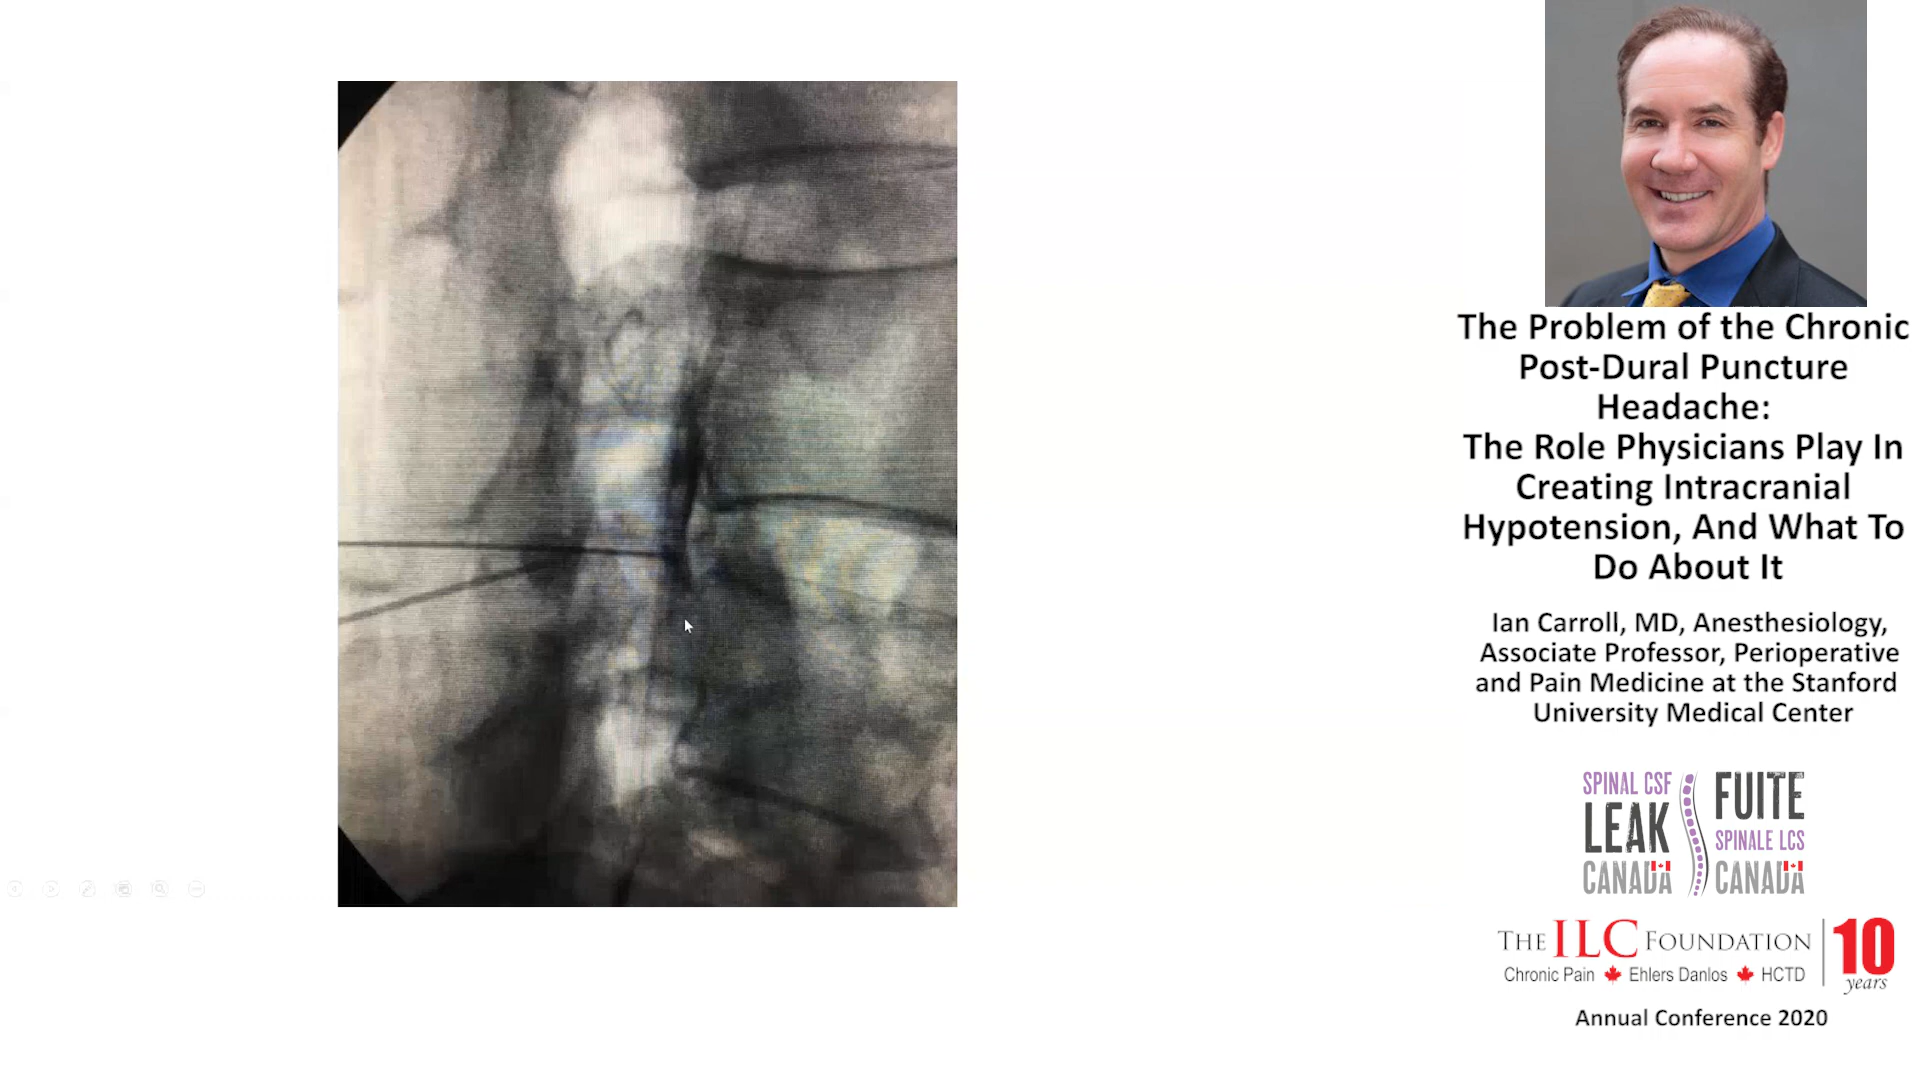 The Problem of the Chronic
Post-Dural Puncture
Headache:
The Role Physicians Play In
Creating Intracranial
Hypotension, And What To
Do About It
Ian Carroll, MD, Anesthesiology,
Associate Professor, Perioperative
and Pain Medicine at the Stanford
University Medical Center
SPINAL CSF
LEAK
CANADA
FUITE
SPINALE LCS
CANADA
THE ILC FOUNDATION
Chronic Pain Ehlers Danlos HCTD
10
years
Annual Conference 2020